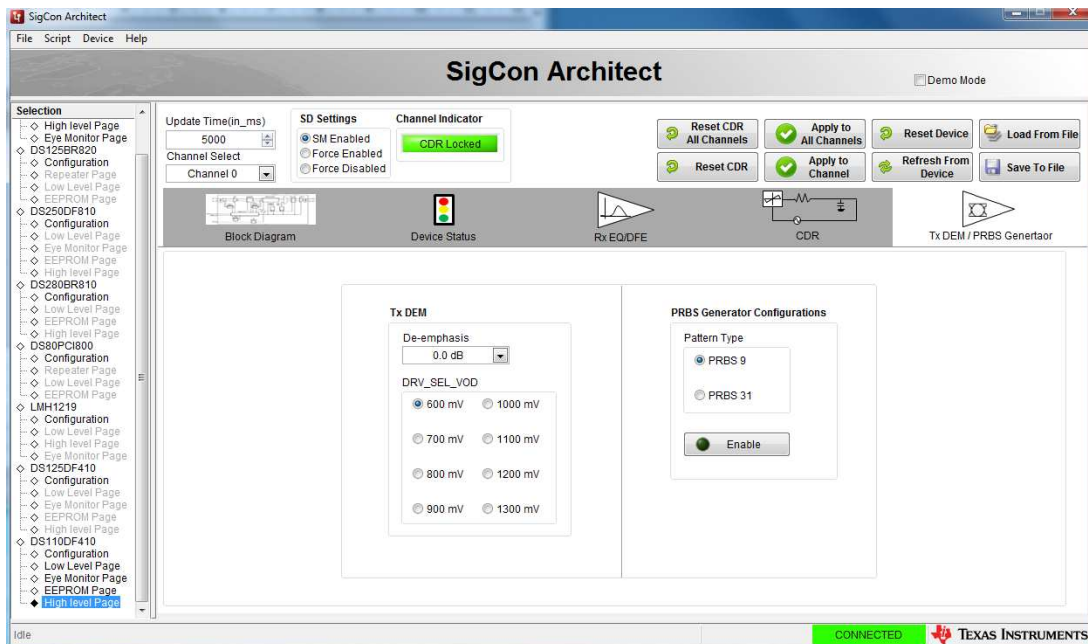 SigCon Architect
File Script Device Help
SigCon Architect
Demo Mode
Selection
High level Page
Eye Monitor Page
DS125BR820
Configuration
Repeater Page
Low Level Page
EEPROM Page
DS250DF810
Configuration
Low Level Page
Eye Monitor Page
EEPROM Page
High level Page
DS280BR810
Configuration
Low Level Page
EEPROM Page
High level Page
DS80PCI800
Configuration
Repeater Page
Low Level Page
EEPROM Page
LMH1219
Configuration
Low Level Page
High level Page
Eye Monitor Page
DS125DF410
Configuration
Low Level Page
Eye Monitor Page
EEPROM Page
High level Page
DS110DF410
Configuration
Low Level Page
Eye Monitor Page
EEPROM Page
High level Page
Update Time(in_ms)
5000
Channel Select
Channel 0
SD Settings
SM Enabled
Force Enabled
Force Disabled
Channel Indicator
CDR Locked
Reset CDR
All Channels
Apply to
All Channels
Reset Device
Load From File
Reset CDR
Apply to
Channel
Refresh From
Device
Save To File
Block Diagram
Device Status
Rx EQ/DFE
CDR
Tx DEM / PRBS Genertaor
Tx DEM
De-emphasis
0.0 dB
DRV_SEL_VOD
600 mV 1000 mV
700 mV 1100 mV
800 mV 1200 mV
900 mV 1300 mV
PRBS Generator Configurations
Pattern Type
PRBS 9
PRBS 31
Enable
Idle
CONNECTED
TEXAS INSTRUMENTS